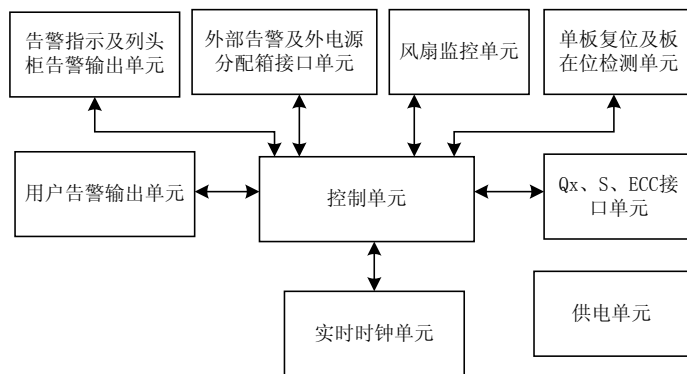 告警指示及列头
柜告警输出单元
外部告警及外电源
分配箱接口单元
风扇监控单元
单板复位及板
在位检测单元
用户告警输出单元
控制单元
Qx、S、ECC接
口单元
实时时钟单元
供电单元